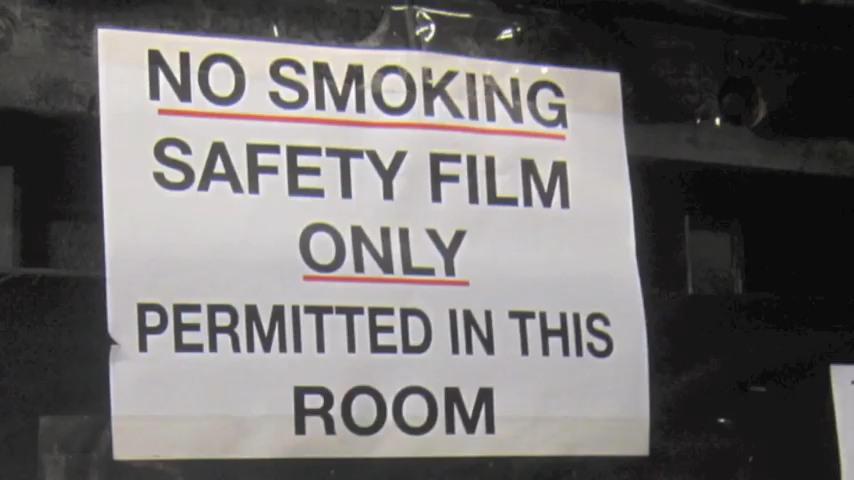 NO SMOKING
SAFETY FILM
ONLY
PERMITTED IN THIS
ROOM